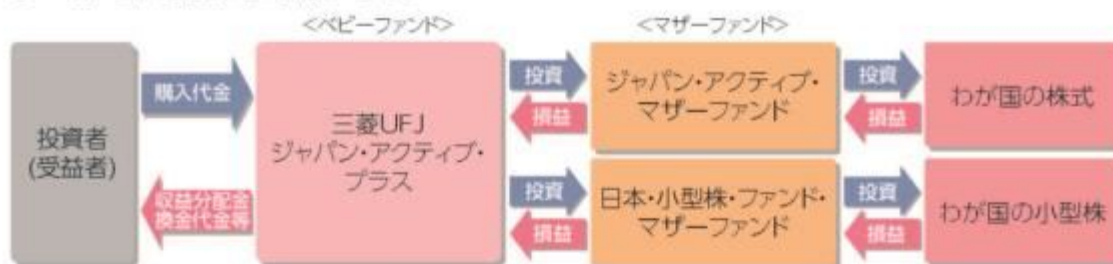 <ベビーファンド>
<マザーファンド>
投資者
(受益者)
購入代金
収益分配金
換金代金等
三菱UFJ
ジャパン・アクティブ・
プラス
投資
損益
ジャパン・アクティブ・
マザーファンド
投資
損益
わが国の株式
投資
損益
日本・小型株・ファンド・
マザーファンド
投資
損益
わが国の小型株